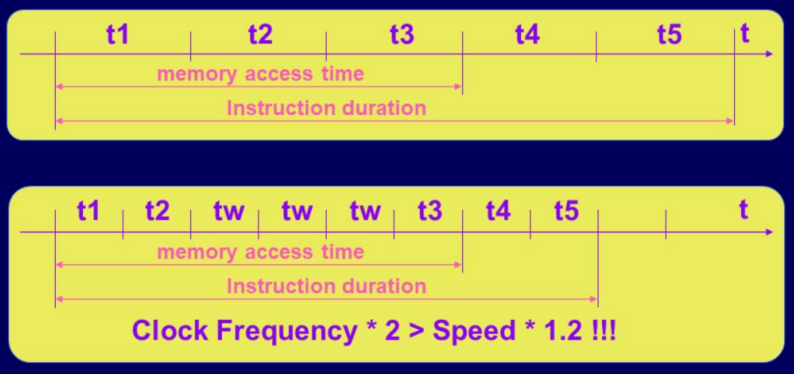 t1 t2 t3 t4 t5 t
memory access time
Instruction duration
t1 t2 tw tw tw t3 t4 t5 t
memory access time
Instruction duration
Clock Frequency * 2 > Speed * 1.2 !!!